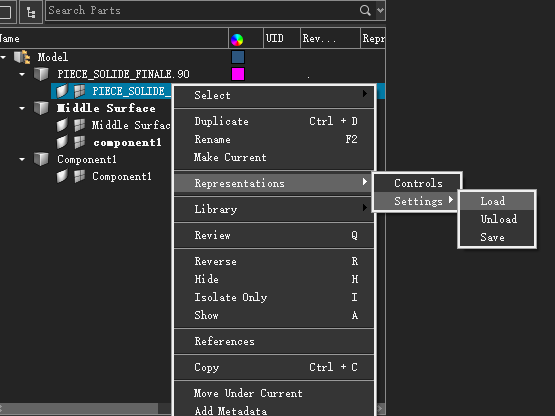 Search Parts
Name UID Rev... Repr
Model
PIECE_SOLIDE_FINALE.90 .
PIECE_SOLIDE_
Middle Surface
Middle Surfac
component1
Component1
Component1
Select
Duplicate Ctrl + D
Rename F2
Make Current
Representations
Library
Review Q
Reverse R
Hide H
Isolate Only I
Show A
References
Copy Ctrl + C
Move Under Current
Add Metadata
Controls
Settings
Load
Unload
Save